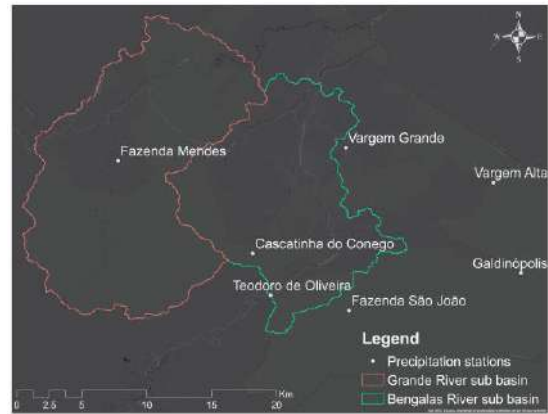 N
W E
S
Fazenda Mendes
Vargem Grande
Vargem Alta
Cascatinha do Conego
Galdinópolis
Teodoro de Oliveira
Fazenda São João
Legend
Precipitation stations
Grande River sub basin
Bengalas River sub basin
0 2.5 5 10 15 20 Km